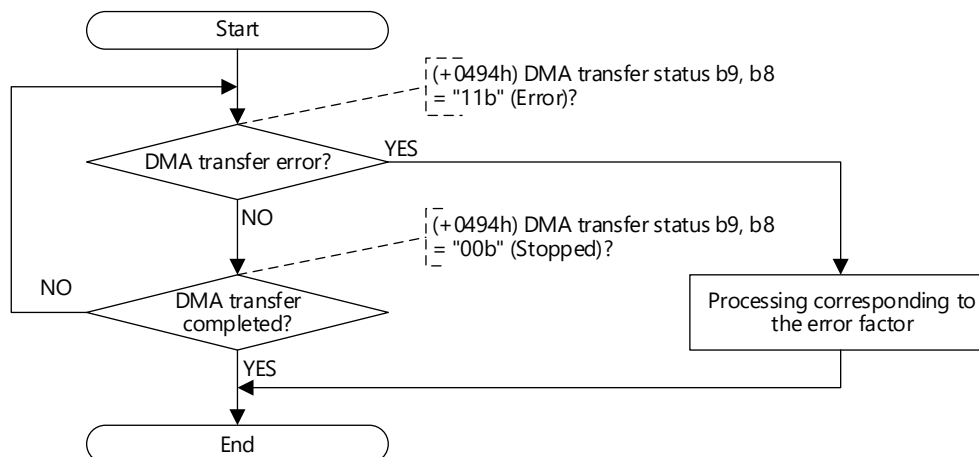 Start
(+0494h) DMA transfer status b9, b8
= "11b" (Error)?
DMA transfer error?
YES
NO
(+0494h) DMA transfer status b9, b8
= "00b" (Stopped)?
NO
DMA transfer
completed?
Processing corresponding to
the error factor
YES
End